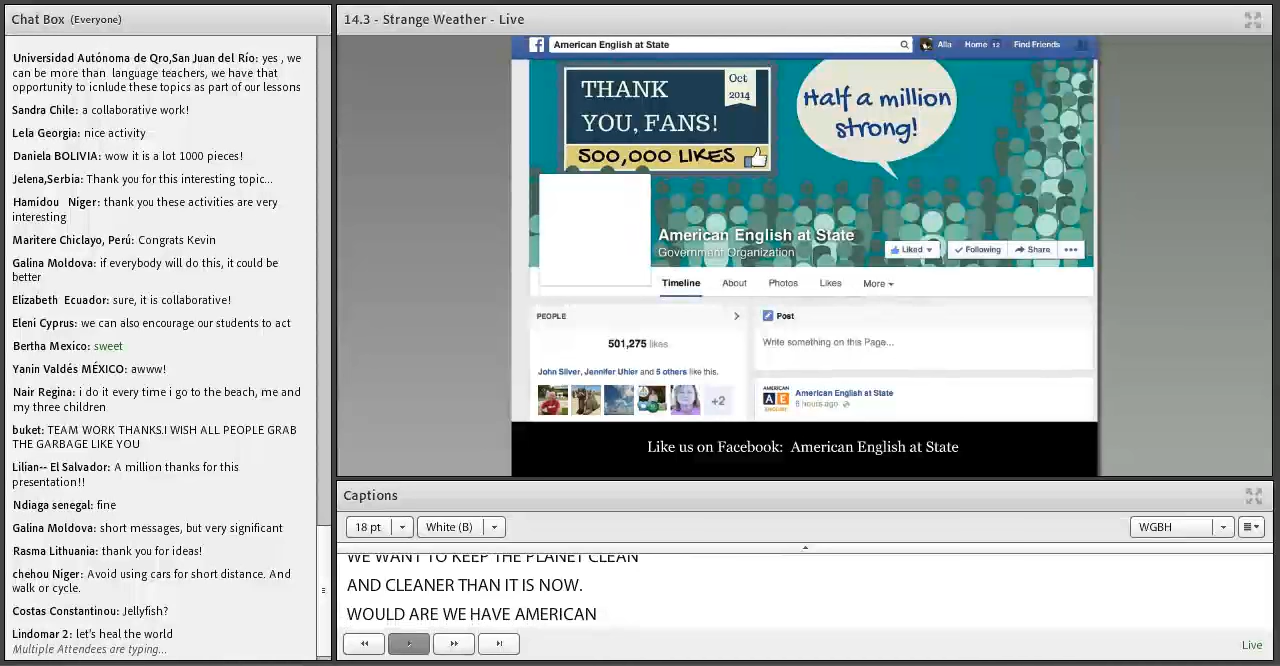 Chat Box (Everyone)
Universidad Autónoma de Qro,San Juan del Río: yes , we
can be more than language teachers, we have that
opportunity to icnlude these topics as part of our lessons
Sandra Chile: a collaborative work!
Lela Georgia: nice activity
Daniela BOLIVIA: wow it is a lot 1000 pieces!
Jelena,Serbia: Thank you for this interesting topic...
Hamidou Niger: thank you these activities are very
interesting
Maritere Chiclayo, Perú: Congrats Kevin
Galina Moldova: if everybody will do this, it could be
better
Elizabeth Ecuador: sure, it is collaborative!
Eleni Cyprus: we can also encourage our students to act
Bertha Mexico: sweet
Yanin Valdés MÉXICO: awww!
Nair Regina: i do it every time i go to the beach, me and
my three children
buket: TEAM WORK THANKS.I WISH ALL PEOPLE GRAB
THE GARBAGE LIKE YOU
Lilian-- El Salvador: A million thanks for this
presentation!!
Ndiaga senegal: fine
Galina Moldova: short messages, but very significant
Rasma Lithuania: thank you for ideas!
chehou Niger: Avoid using cars for short distance. And
walk or cycle.
Costas Constantinou: Jellyfish?
Lindomar 2: let's heal the world
Multiple Attendees are typing...
14.3 - Strange Weather - Live
American English at State
Alla Home 12 Find Friends
THANK
YOU, FANS!
Oct
2014
500,000 LIKES
Half a million
strong!
American English at State
Government Organization
Liked Following Share
Timeline About Photos Likes More
PEOPLE
501,275 likes
John Silver, Jennifer Uhler and 5 others like this.
+2
Post
Write something on this Page...
AMERICAN
AE
ENGLISH
American English at State
6 hours ago
Like us on Facebook: American English at State
Captions
18 pt White (B) WGBH
WE WANT TO KEEP THE PLANET CLEAN
AND CLEANER THAN IT IS NOW.
WOULD ARE WE HAVE AMERICAN
Live